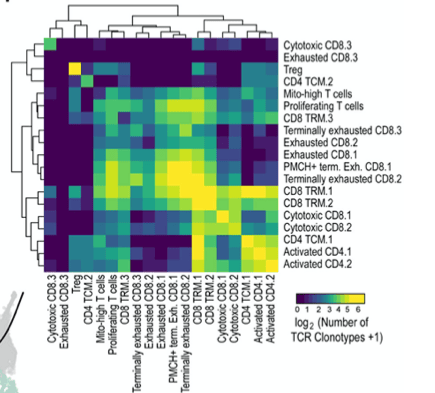 Cytotoxic CD8.3
Exhausted CD8.3
Treg
CD4 TCM.2
Mito-high T cells
Proliferating T cells
CD8 TRM.3
Terminally exhausted CD8.3
Exhausted CD8.2
Exhausted CD8.1
PMCH+ term. Exh. CD8.1
Terminally exhausted CD8.2
CD8 TRM.1
CD8 TRM.2
Cytotoxic CD8.1
Cytotoxic CD8.2
CD4 TCM.1
Activated CD4.1
Activated CD4.2
Cytotoxic CD8.3
Exhausted CD8.3
Treg
CD4 TCM.2
Mito-high T cells
Proliferating T cells
CD8 TRM.3
Terminally exhausted CD8.3
Exhausted CD8.2
Exhausted CD8.1
PMCH+ term. Exh. CD8.1
Terminally exhausted CD8.2
CD8 TRM.1
CD8 TRM.2
Cytotoxic CD8.1
Cytotoxic CD8.2
CD4 TCM.1
Activated CD4.1
Activated CD4.2
0 1 2 3 4 5 6
log2 (Number of
TCR Clonotypes +1)